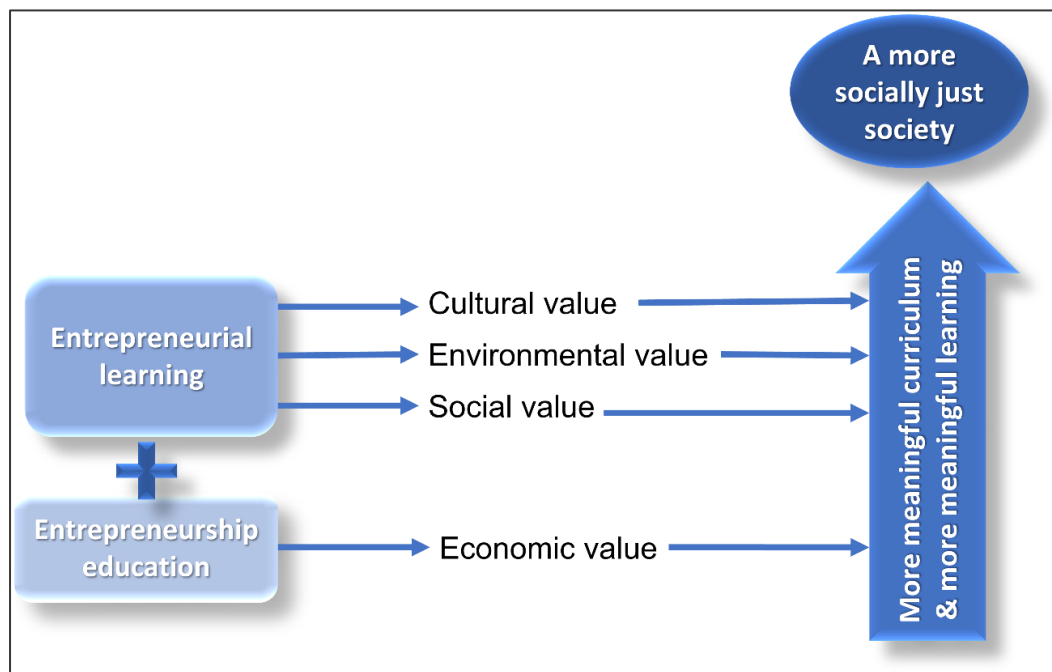 A more
socially just
society
Entrepreneurial
learning
Cultural value
Environmental value
Social value
Entrepreneurship
education
Economic value
More meaningful curriculum
& more meaningful learning